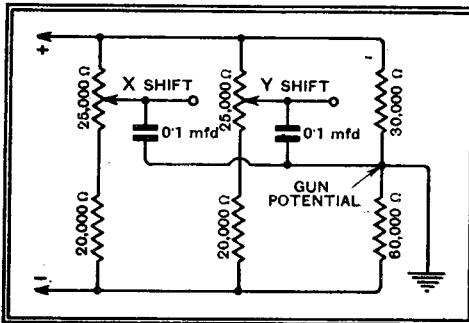 +
X SHIFT
Y SHIFT
25,000 Ω
25,000 Ω
30,000 Ω
0·1 mfd
0·1 mfd
GUN
POTENTIAL
20,000 Ω
20,000 Ω
60,000 Ω
−